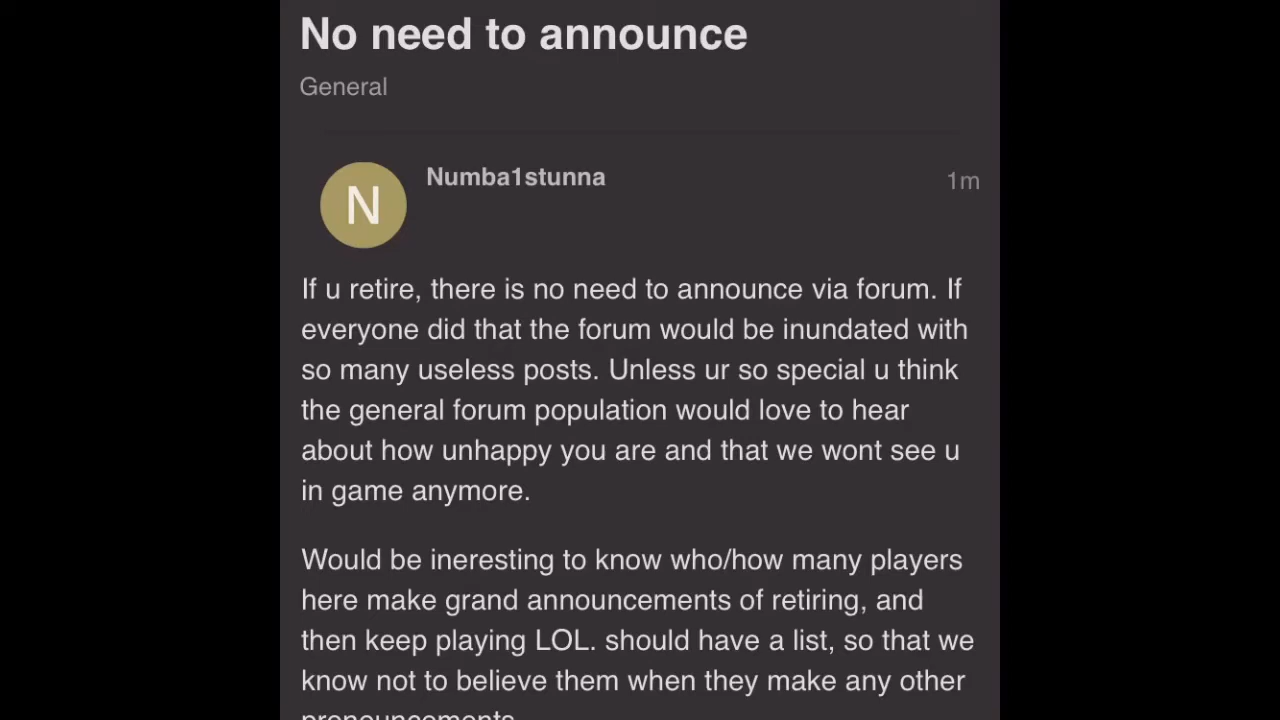 No need to announce
General
N
Numba1stunna
1m
If u retire, there is no need to announce via forum. If
everyone did that the forum would be inundated with
so many useless posts. Unless ur so special u think
the general forum population would love to hear
about how unhappy you are and that we wont see u
in game anymore.
Would be ineresting to know who/how many players
here make grand announcements of retiring, and
then keep playing LOL. should have a list, so that we
know not to believe them when they make any other
pronouncements.